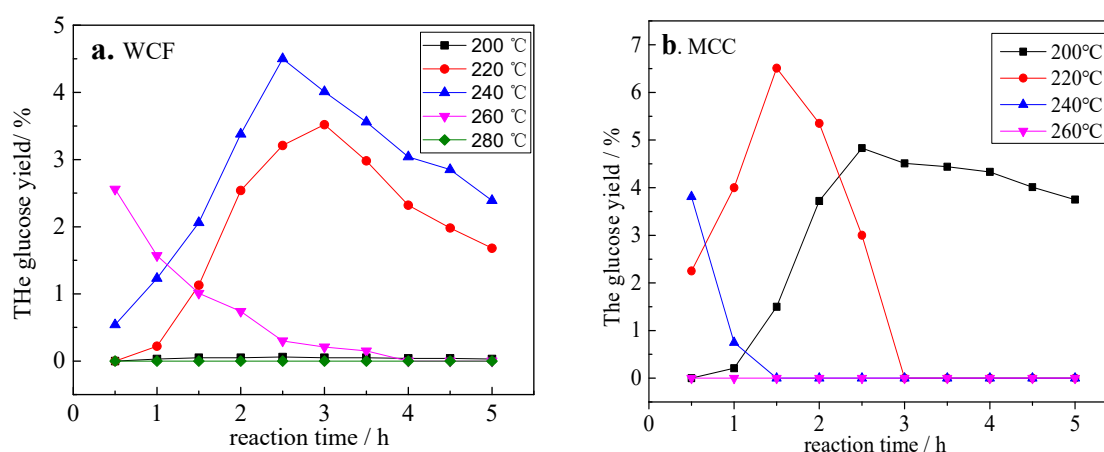 a. WCF
200 ℃
220 ℃
240 ℃
260 ℃
280 ℃
THe glucose yield/ %
5
4
3
2
1
0
0 1 2 3 4 5
reaction time / h
b. MCC
200℃
220℃
240℃
260℃
The glucose yield / %
7
6
5
4
3
2
1
0
0 1 2 3 4 5
reaction time / h